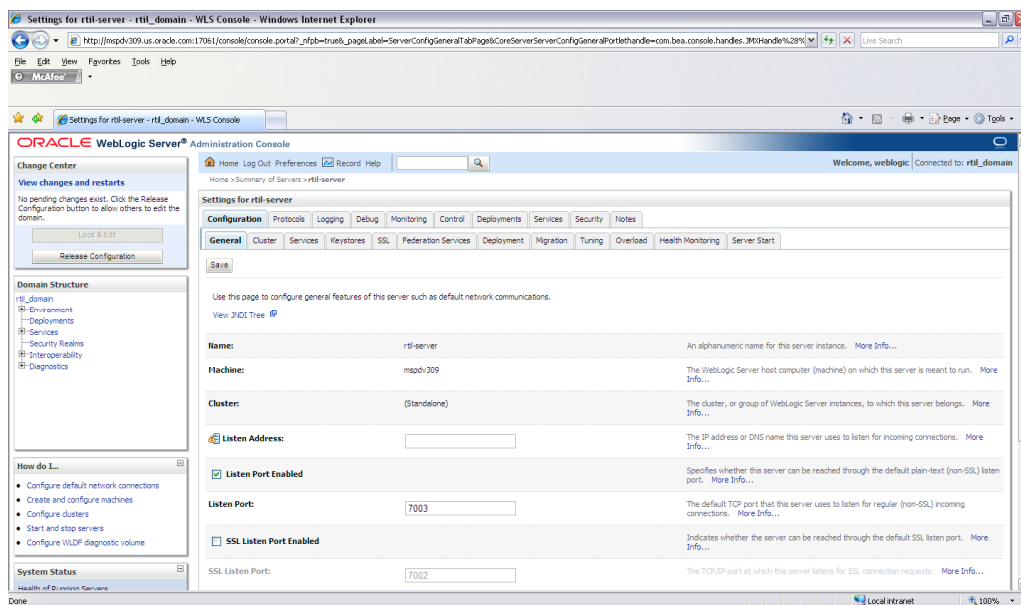 Settings for rtil-server - rtil_domain - WLS Console - Windows Internet Explorer
http://mspdv309.us.oracle.com:17061/console/console.portal?_nfpb=true&_pageLabel=ServerConfigGeneralTabPage&CoreServerServerConfigGeneralPortlethandle=com.bea.console.handles.JMXHandle%28%
Live Search
File Edit View Favorites Tools Help
McAfee
Settings for rtil-server - rtil_domain - WLS Console
Page Tools
ORACLE WebLogic Server® Administration Console
Change Center
View changes and restarts
No pending changes exist. Click the Release
Configuration button to allow others to edit the
domain.
Lock & Edit
Release Configuration
Domain Structure
rtil_domain
Environment
Deployments
Services
Security Realms
Interoperability
Diagnostics
How do I...
Configure default network connections
Create and configure machines
Configure clusters
Start and stop servers
Configure WLDF diagnostic volume
System Status
Health of Running Servers
Home Log Out Preferences Record Help
Welcome, weblogic Connected to: rtil_domain
Home >Summary of Servers >rtil-server
Settings for rtil-server
Configuration Protocols Logging Debug Monitoring Control Deployments Services Security Notes
General Cluster Services Keystores SSL Federation Services Deployment Migration Tuning Overload Health Monitoring Server Start
Save
Use this page to configure general features of this server such as default network communications.
View JNDI Tree
Name: rtil-server An alphanumeric name for this server instance. More Info...
Machine: mspdv309 The WebLogic Server host computer (machine) on which this server is meant to run. More
Info...
Cluster: (Standalone) The cluster, or group of WebLogic Server instances, to which this server belongs. More
Info...
Listen Address: The IP address or DNS name this server uses to listen for incoming connections. More
Info...
Listen Port Enabled Specifies whether this server can be reached through the default plain-text (non-SSL) listen
port. More Info...
Listen Port: 7003 The default TCP port that this server uses to listen for regular (non-SSL) incoming
connections. More Info...
SSL Listen Port Enabled Indicates whether the server can be reached through the default SSL listen port. More
Info...
SSL Listen Port: 7002 The TCP/IP port at which this server listens for SSL connection requests. More Info...
Done
Local intranet
100%